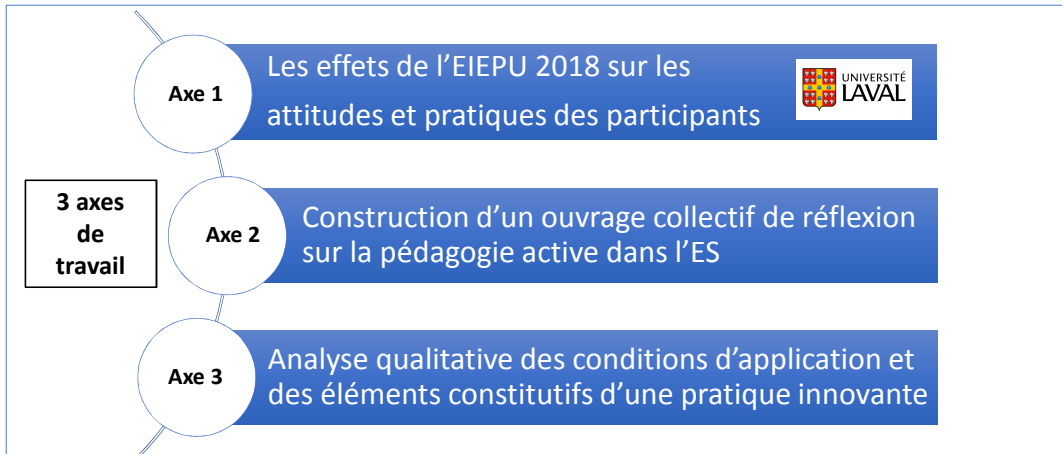 Axe 1
Les effets de l’EIEPU 2018 sur les
attitudes et pratiques des participants
UNIVERSITÉ
LAVAL
3 axes
de
travail
Axe 2
Construction d’un ouvrage collectif de réflexion
sur la pédagogie active dans l’ES
Axe 3
Analyse qualitative des conditions d’application et
des éléments constitutifs d’une pratique innovante